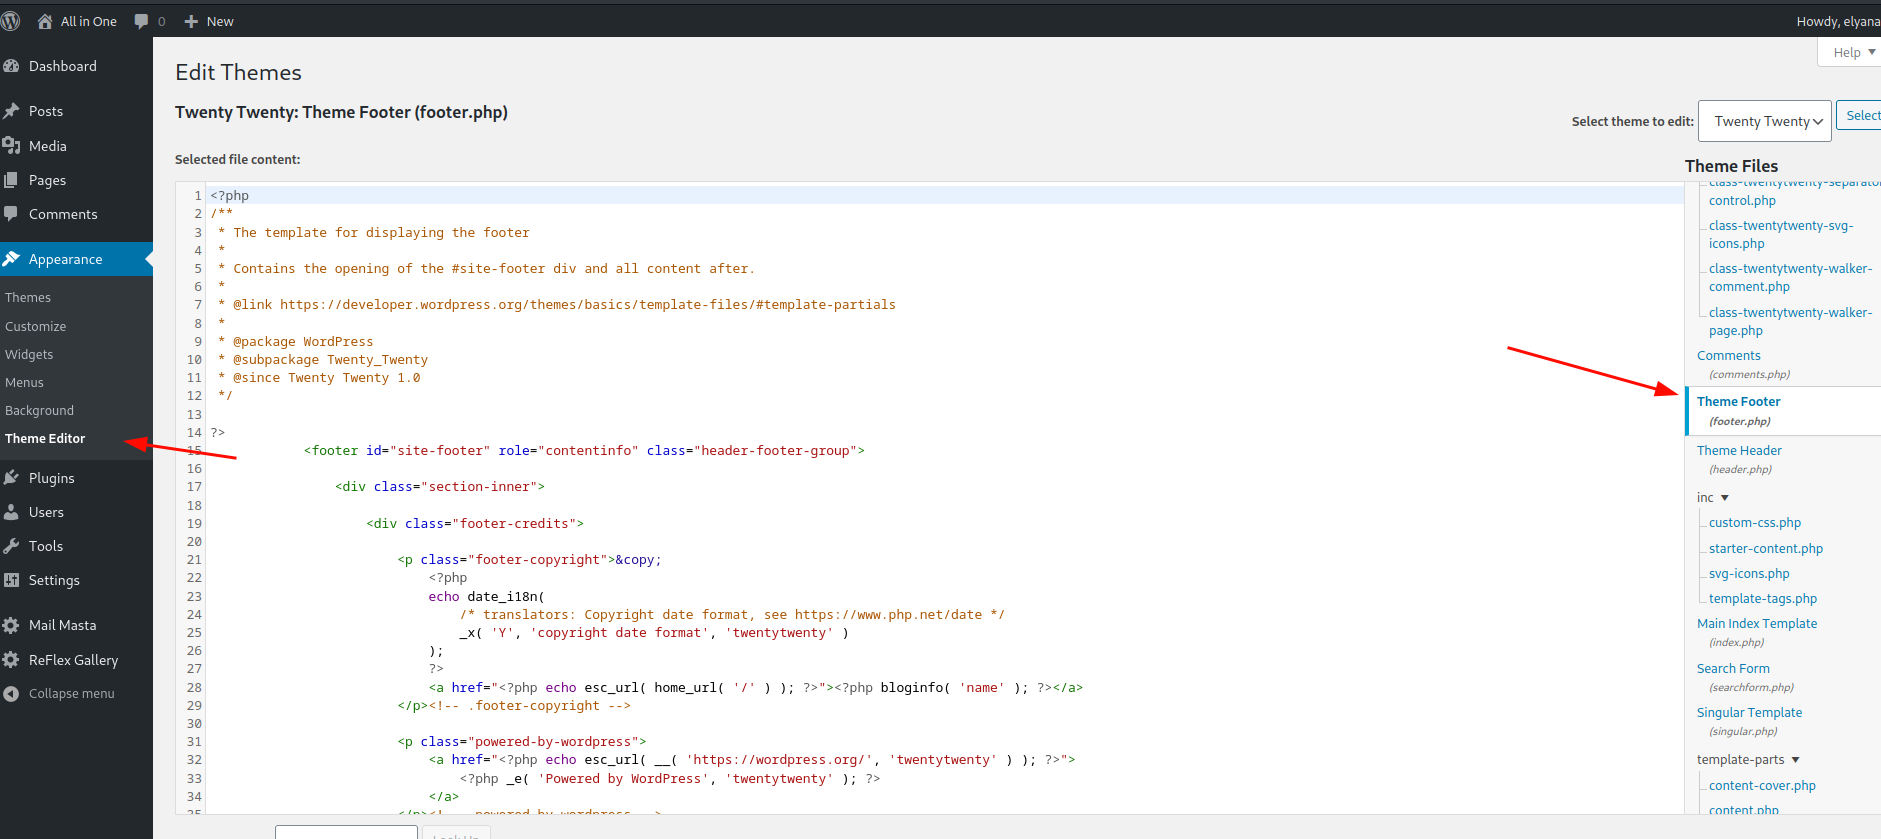 All in One
0
New
Howdy, elyana
Dashboard
Posts
Media
Pages
Comments
Appearance
Themes
Customize
Widgets
Menus
Background
Theme Editor
Plugins
Users
Tools
Settings
Mail Masta
ReFlex Gallery
Collapse menu
Help
Edit Themes
Twenty Twenty: Theme Footer (footer.php)
Select theme to edit:
Twenty Twenty
Select
Selected file content:
1 <?php
2 /**
3  * The template for displaying the footer
4  *
5  * Contains the opening of the #site-footer div and all content after.
6  *
7  * @link https://developer.wordpress.org/themes/basics/template-files/#template-partials
8  *
9  * @package WordPress
10  * @subpackage Twenty_Twenty
11  * @since Twenty Twenty 1.0
12  */
13
14 ?>
15 <footer id="site-footer" role="contentinfo" class="header-footer-group">
16
17 <div class="section-inner">
18
19 <div class="footer-credits">
20
21 <p class="footer-copyright">&copy;
22 <?php
23 echo date_i18n(
24 /* translators: Copyright date format, see https://www.php.net/date */
25 _x( 'Y', 'copyright date format', 'twentytwenty' )
26 );
27 ?>
28 <a href="<?php echo esc_url( home_url( '/' ) ); ?>"><?php bloginfo( 'name' ); ?></a>
29 </p><!-- .footer-copyright -->
30
31 <p class="powered-by-wordpress">
32 <a href="<?php echo esc_url( __( 'https://wordpress.org/', 'twentytwenty' ) ); ?>">
33 <?php _e( 'Powered by WordPress', 'twentytwenty' ); ?>
34 </a>
35 </p><!-- .powered-by-wordpress -->
Look Up
Theme Files
class-twentytwenty-separator-
control.php
class-twentytwenty-svg-
icons.php
class-twentytwenty-walker-
comment.php
class-twentytwenty-walker-
page.php
Comments
(comments.php)
Theme Footer
(footer.php)
Theme Header
(header.php)
inc
custom-css.php
starter-content.php
svg-icons.php
template-tags.php
Main Index Template
(index.php)
Search Form
(searchform.php)
Singular Template
(singular.php)
template-parts
content-cover.php
content.php